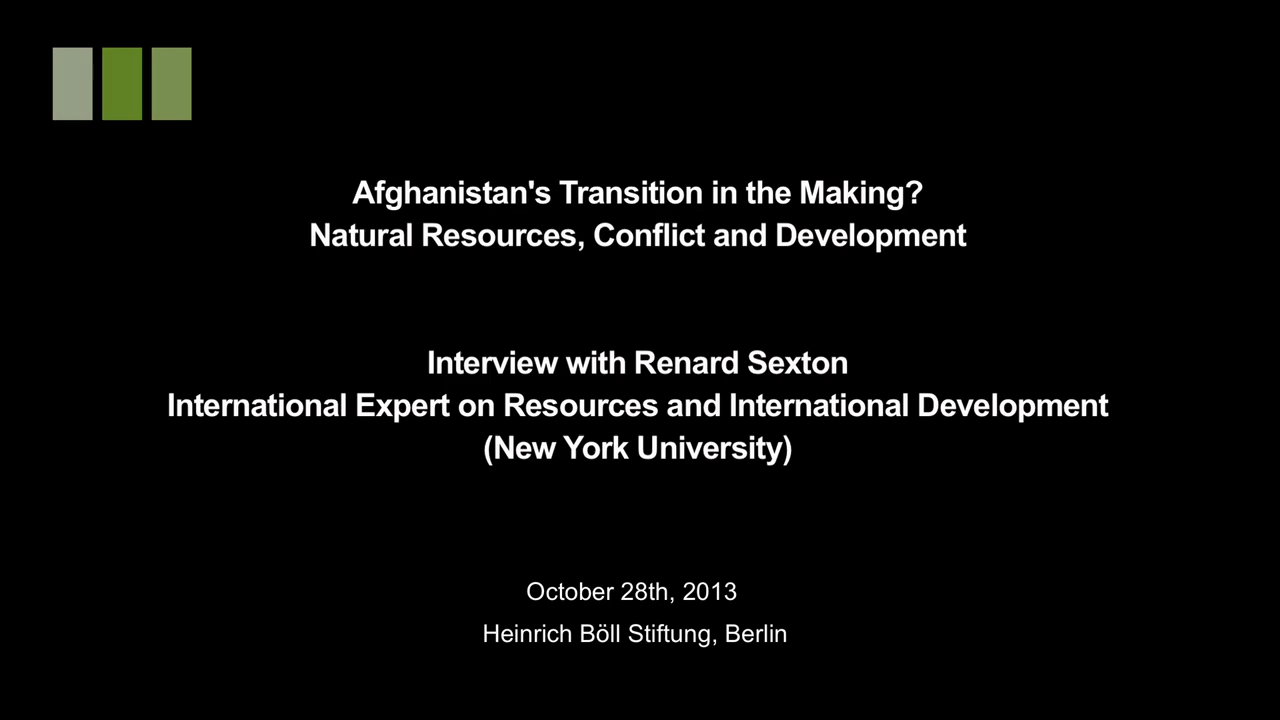 Afghanistan's Transition in the Making?
Natural Resources, Conflict and Development
Interview with Renard Sexton
International Expert on Resources and International Development
(New York University)
October 28th, 2013
Heinrich Böll Stiftung, Berlin